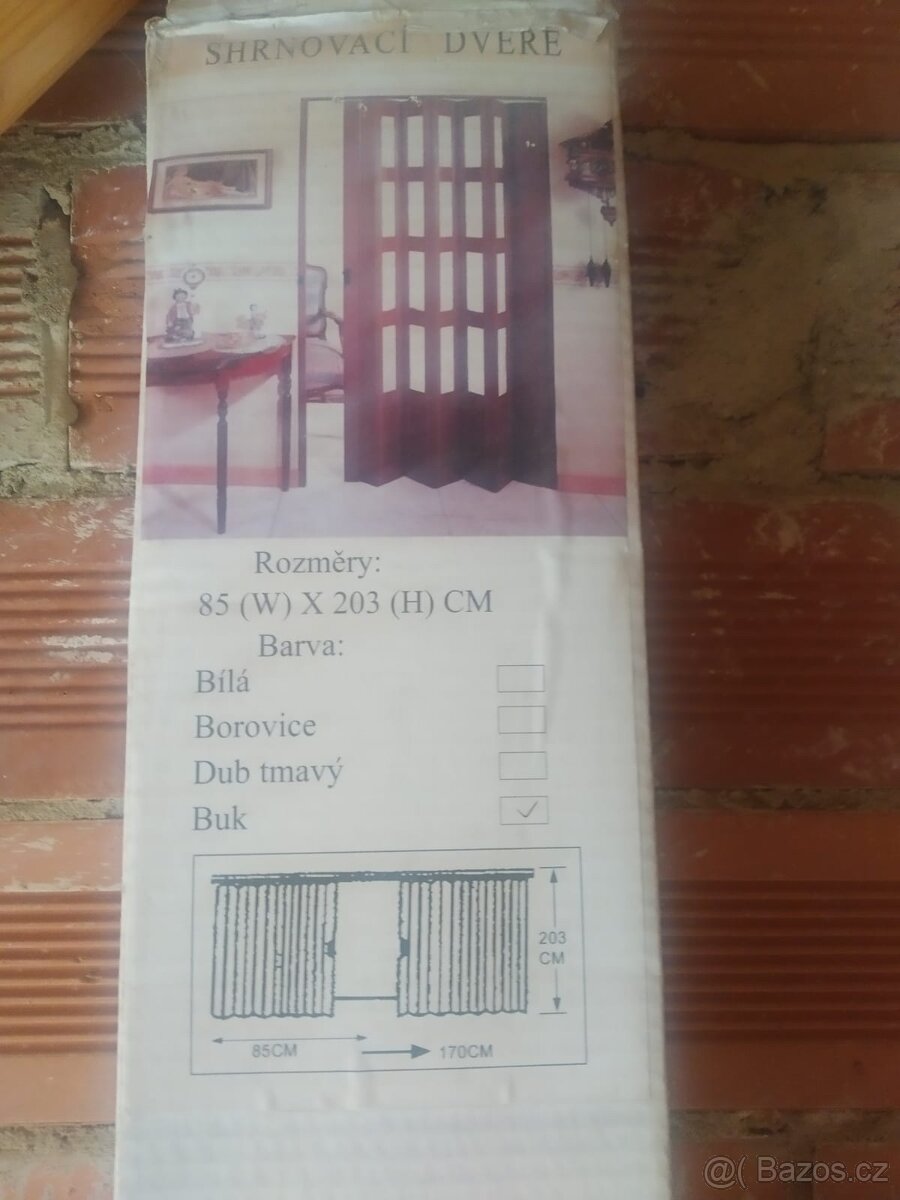 SHRNOVACÍ DVEŘE
Rozměry:
85 (W) X 203 (H) CM
Barva:
Bílá
Borovice
Dub tmavý
Buk
203
CM
85CM
170CM
@( Bazos.cz